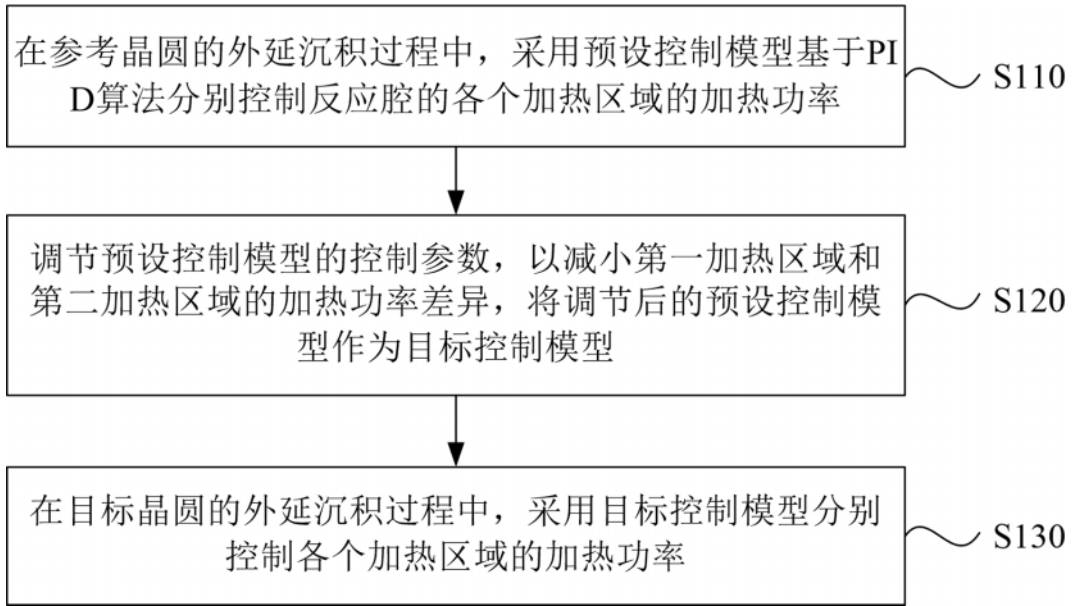 在参考晶圆的外延沉积过程中，采用预设控制模型基于PI
D算法分别控制反应腔的各个加热区域的加热功率
S110
调节预设控制模型的控制参数，以减小第一加热区域和
第二加热区域的加热功率差异，将调节后的预设控制模
型作为目标控制模型
S120
在目标晶圆的外延沉积过程中，采用目标控制模型分别
控制各个加热区域的加热功率
S130